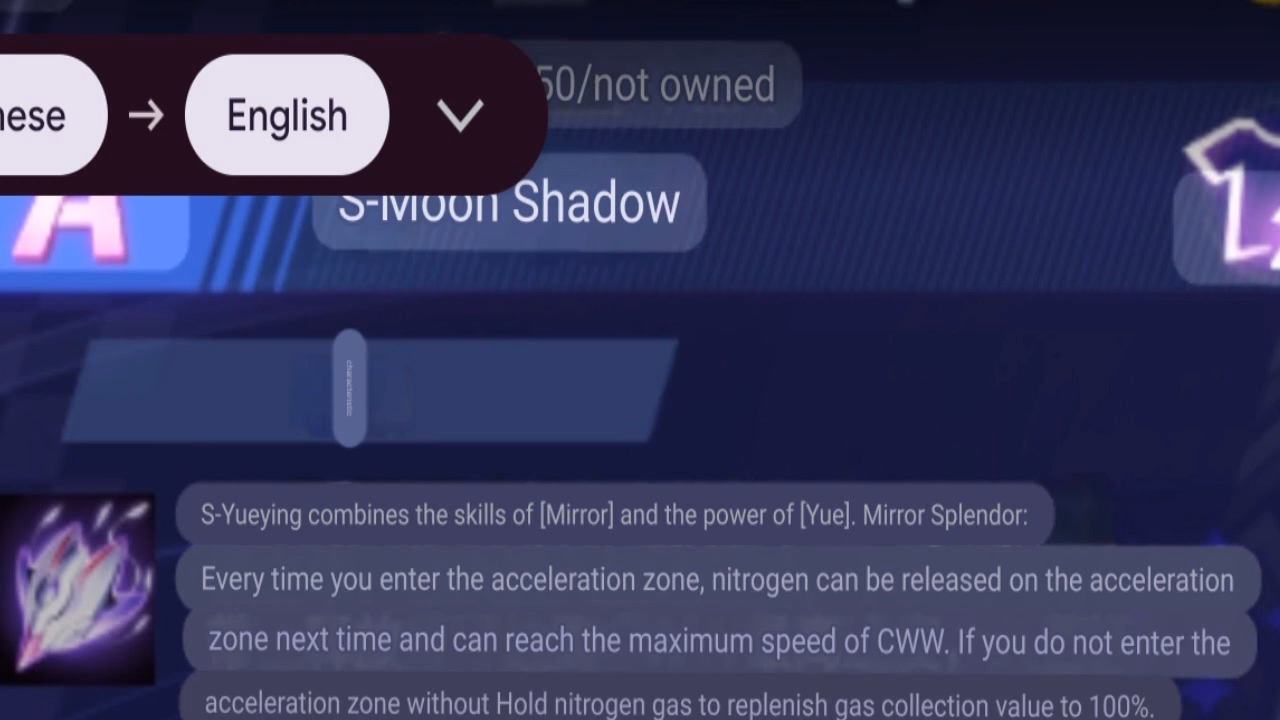 50/not owned
nese → English
A
S-Moon Shadow
characteristic
S-Yueying combines the skills of [Mirror] and the power of [Yue]. Mirror Splendor:
Every time you enter the acceleration zone, nitrogen can be released on the acceleration
zone next time and can reach the maximum speed of CWW. If you do not enter the
acceleration zone without Hold nitrogen gas to replenish gas collection value to 100%.